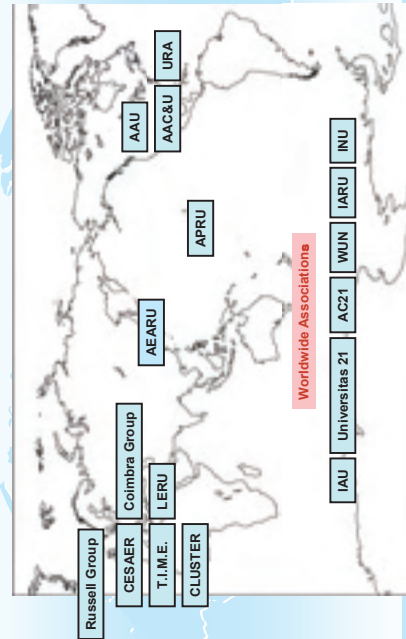 Russell Group
CESAER
Coimbra Group
T.I.M.E.
LERU
CLUSTER
AEARU
APRU
AAU
AAC&U
URA
Worldwide Associations
IAU
Universitas 21
AC21
WUN
IARU
INU